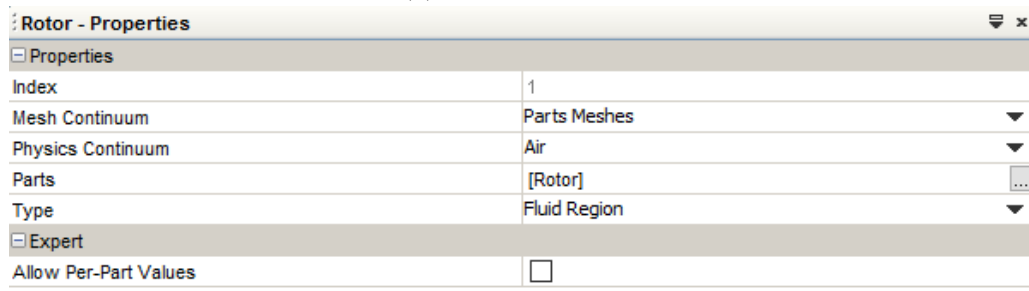 Rotor - Properties
Properties
Index 1
Mesh Continuum Parts Meshes
Physics Continuum Air
Parts [Rotor] ...
Type Fluid Region
Expert
Allow Per-Part Values